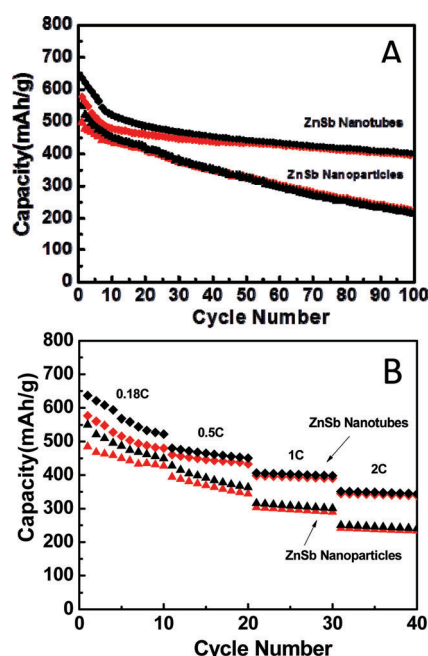 A
800
700
600
500
400
300
200
100
0
Capacity(mAh/g)
ZnSb Nanotubes
ZnSb Nanoparticles
0 10 20 30 40 50 60 70 80 90 100
Cycle Number
B
800
700
600
500
400
300
200
100
0
Capacity(mAh/g)
0.18C
0.5C
1C
2C
ZnSb Nanotubes
ZnSb Nanoparticles
0 10 20 30 40
Cycle Number